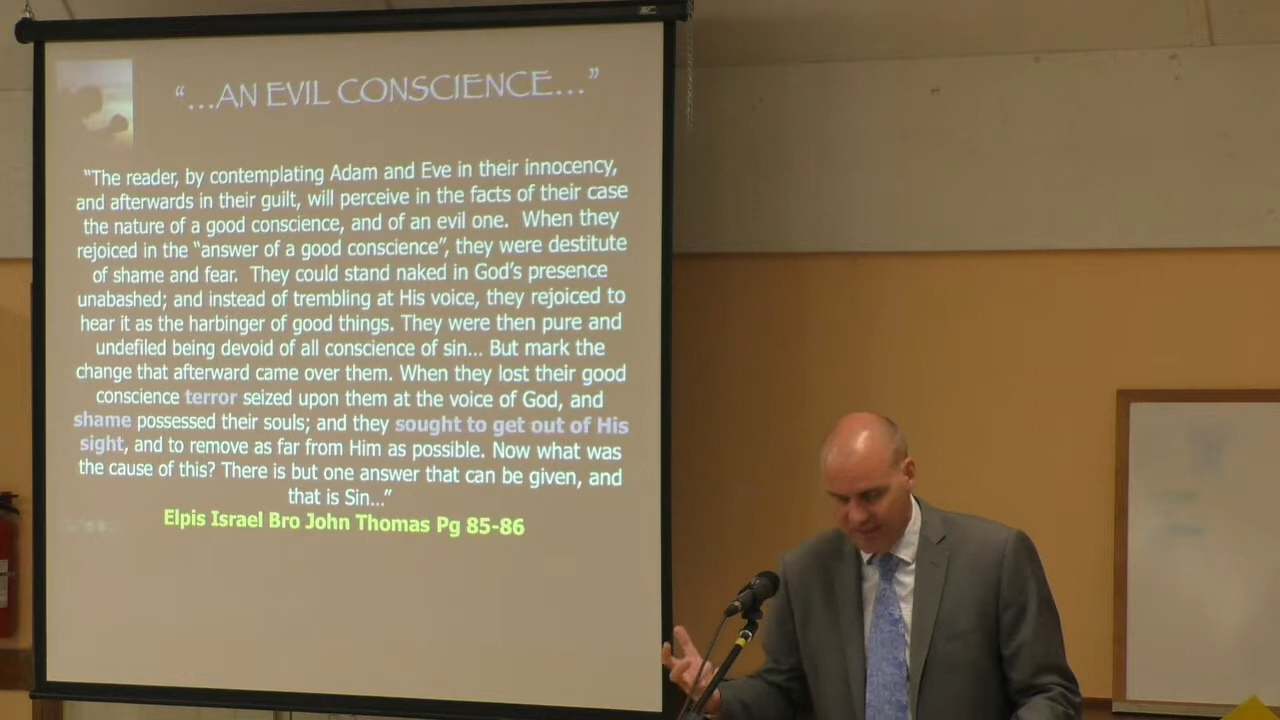 “...AN EVIL CONSCIENCE...”
“The reader, by contemplating Adam and Eve in their innocency,
and afterwards in their guilt, will perceive in the facts of their case
the nature of a good conscience, and of an evil one. When they
rejoiced in the “answer of a good conscience”, they were destitute
of shame and fear. They could stand naked in God’s presence
unabashed; and instead of trembling at His voice, they rejoiced to
hear it as the harbinger of good things. They were then pure and
undefiled being devoid of all conscience of sin... But mark the
change that afterward came over them. When they lost their good
conscience terror seized upon them at the voice of God, and
shame possessed their souls; and they sought to get out of His
sight, and to remove as far from Him as possible. Now what was
the cause of this? There is but one answer that can be given, and
that is Sin...”
Elpis Israel Bro John Thomas Pg 85-86